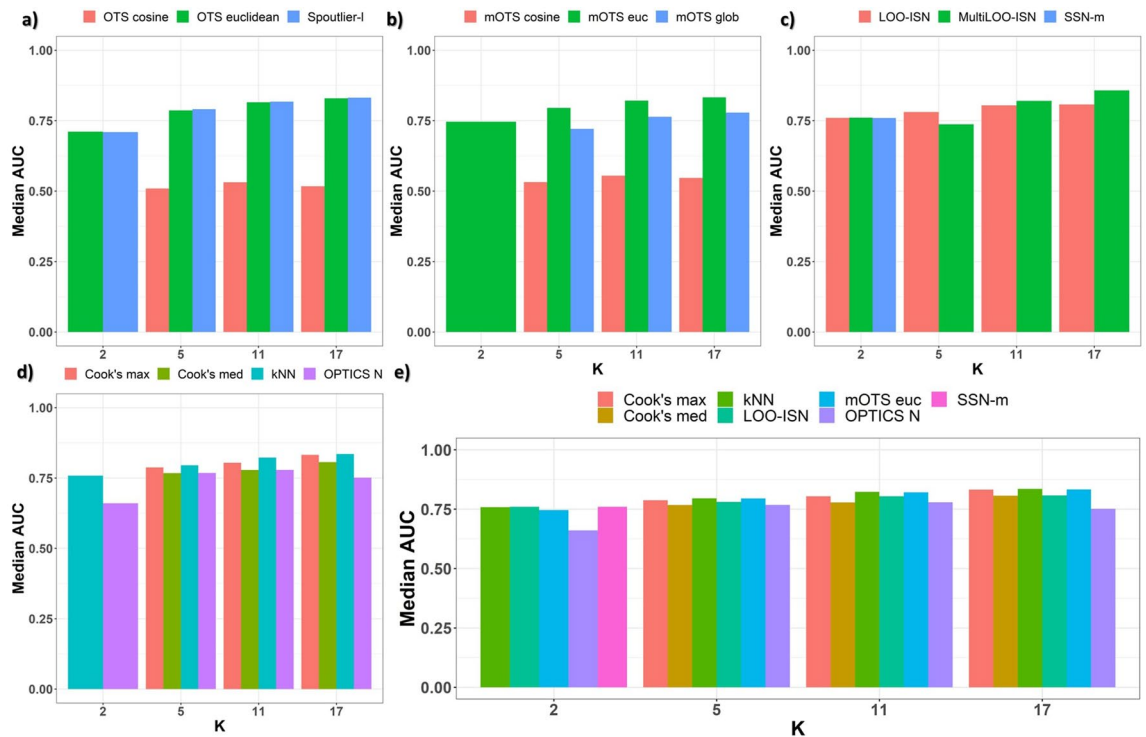 a)
OTS cosine OTS euclidean Spoutlier-I
Median AUC
1.00
0.75
0.50
0.25
0.00
2 5 11 17
b)
mOTS cosine mOTS euc mOTS glob
Median AUC
1.00
0.75
0.50
0.25
0.00
2 5 11 17
K
c)
LOO-ISN MultiLOO-ISN SSN-m
Median AUC
1.00
0.75
0.50
0.25
0.00
2 5 11 17
K
d)
Cook's max Cook's med kNN OPTICS N
Median AUC
1.00
0.75
0.50
0.25
0.00
2 5 11 17
K
e)
Cook's max kNN mOTS euc SSN-m
Cook's med LOO-ISN OPTICS N
Median AUC
1.00
0.75
0.50
0.25
0.00
2 5 11 17
K